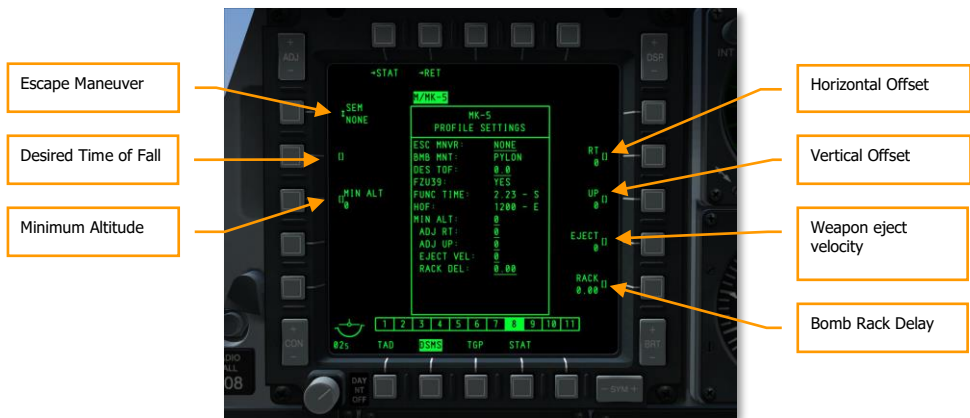 Escape Maneuver
Desired Time of Fall
Minimum Altitude
Horizontal Offset
Vertical Offset
Weapon eject
velocity
Bomb Rack Delay
+
ADJ
−
+
DSP
−
INT
→STAT →RET
M/MK-5
↕SEM
NONE
[]
[]MIN ALT
0
MK-5
PROFILE SETTINGS
ESC MNVR: NONE
BMB MNT: PYLON
DES TOF: 0.0
FZU39: YES
FUNC TIME: 2.23 - S
HOF: 1200 - E
MIN ALT: 0
ADJ RT: 0
ADJ UP: 0
EJECT VEL: 0
RACK DEL: 0.00
RT []
0
UP []
0
EJECT []
0
RACK []
0.00
1 2 3 4 5 6 7 8 9 10 11
02s TAD DSMS TGP STAT
+
CON
−
+
BRT
−
DAY
NT
OFF
− SYM +
08